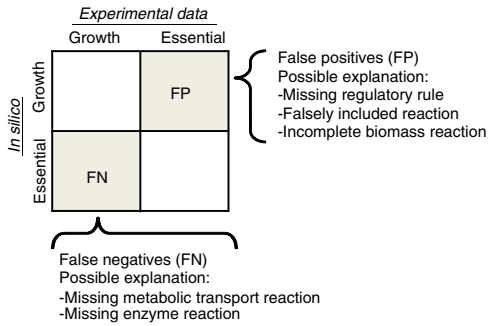 Experimental data
Growth Essential
In silico
Growth
Essential
FP
FN
False positives (FP)
Possible explanation:
-Missing regulatory rule
-Falsely included reaction
-Incomplete biomass reaction
False negatives (FN)
Possible explanation:
-Missing metabolic transport reaction
-Missing enzyme reaction